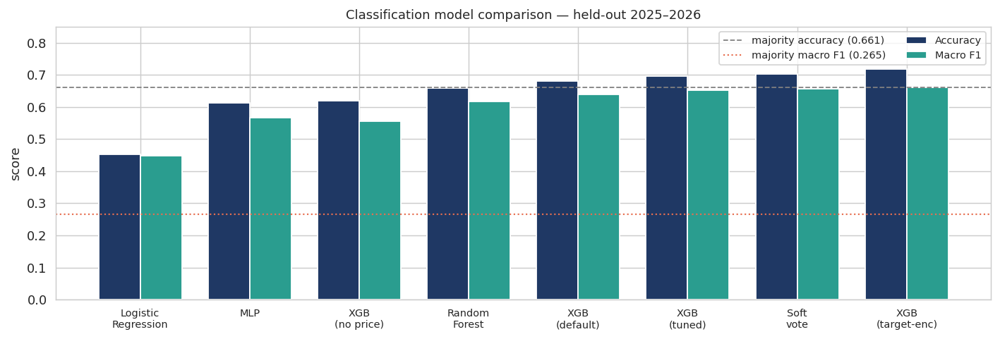 Classification model comparison — held-out 2025–2026
majority accuracy (0.661)
majority macro F1 (0.265)
Accuracy
Macro F1
score
0.8
0.7
0.6
0.5
0.4
0.3
0.2
0.1
0.0
Logistic
Regression
MLP
XGB
(no price)
Random
Forest
XGB
(default)
XGB
(tuned)
Soft
vote
XGB
(target-enc)